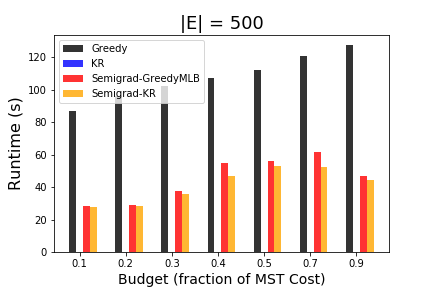 |E| = 500
Runtime (s)
120
100
80
60
40
20
0
Greedy
KR
Semigrad-GreedyMLB
Semigrad-KR
0.1 0.2 0.3 0.4 0.5 0.7 0.9
Budget (fraction of MST Cost)